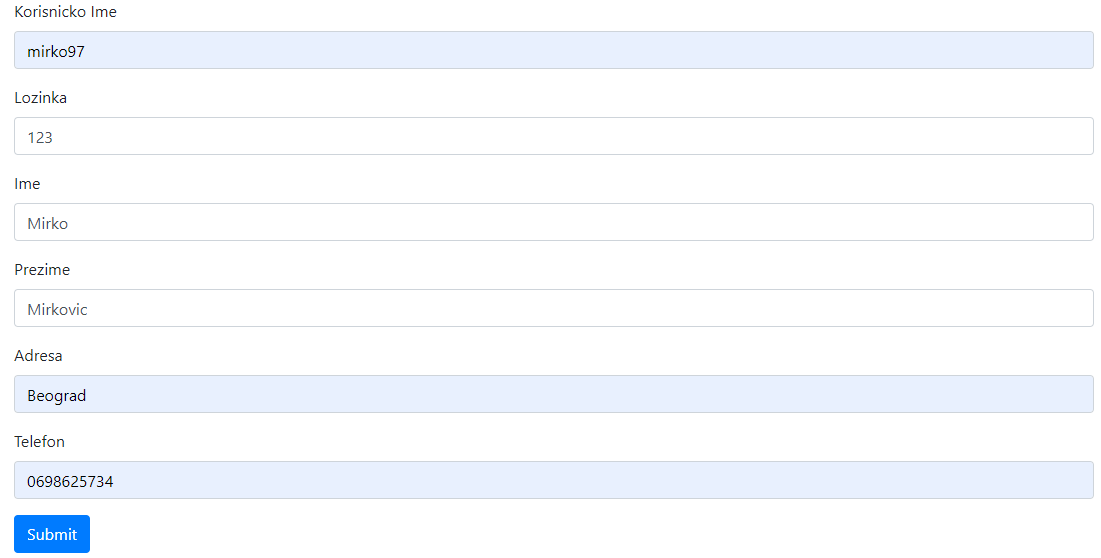 Korisnicko Ime
mirko97
Lozinka
123
Ime
Mirko
Prezime
Mirkovic
Adresa
Beograd
Telefon
0698625734
Submit